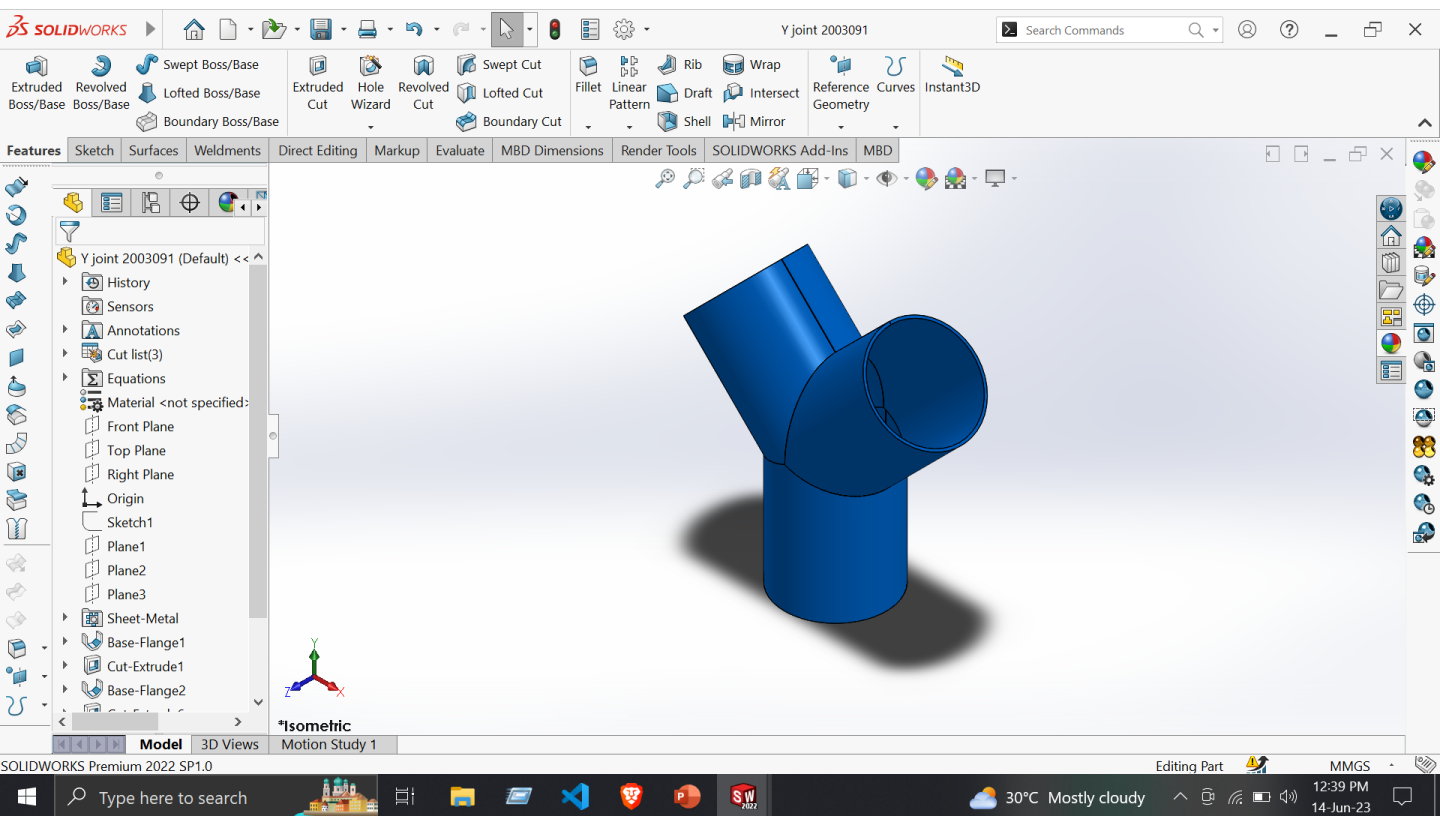 SOLIDWORKS
Y joint 2003091
Search Commands
Extruded Boss/Base
Revolved Boss/Base
Swept Boss/Base
Lofted Boss/Base
Boundary Boss/Base
Extruded Cut
Hole Wizard
Revolved Cut
Swept Cut
Lofted Cut
Boundary Cut
Fillet
Linear Pattern
Rib
Draft
Shell
Wrap
Intersect
Mirror
Reference Geometry
Curves
Instant3D
Features Sketch Surfaces Weldments Direct Editing Markup Evaluate MBD Dimensions Render Tools SOLIDWORKS Add-Ins MBD
Y joint 2003091 (Default) <<
History
Sensors
Annotations
Cut list(3)
Equations
Material <not specified>
Front Plane
Top Plane
Right Plane
Origin
Sketch1
Plane1
Plane2
Plane3
Sheet-Metal
Base-Flange1
Cut-Extrude1
Base-Flange2
Y
Z
X
*Isometric
Model 3D Views Motion Study 1
SOLIDWORKS Premium 2022 SP1.0
Editing Part
MMGS
Type here to search
SW
2022
30°C Mostly cloudy
12:39 PM
14-Jun-23